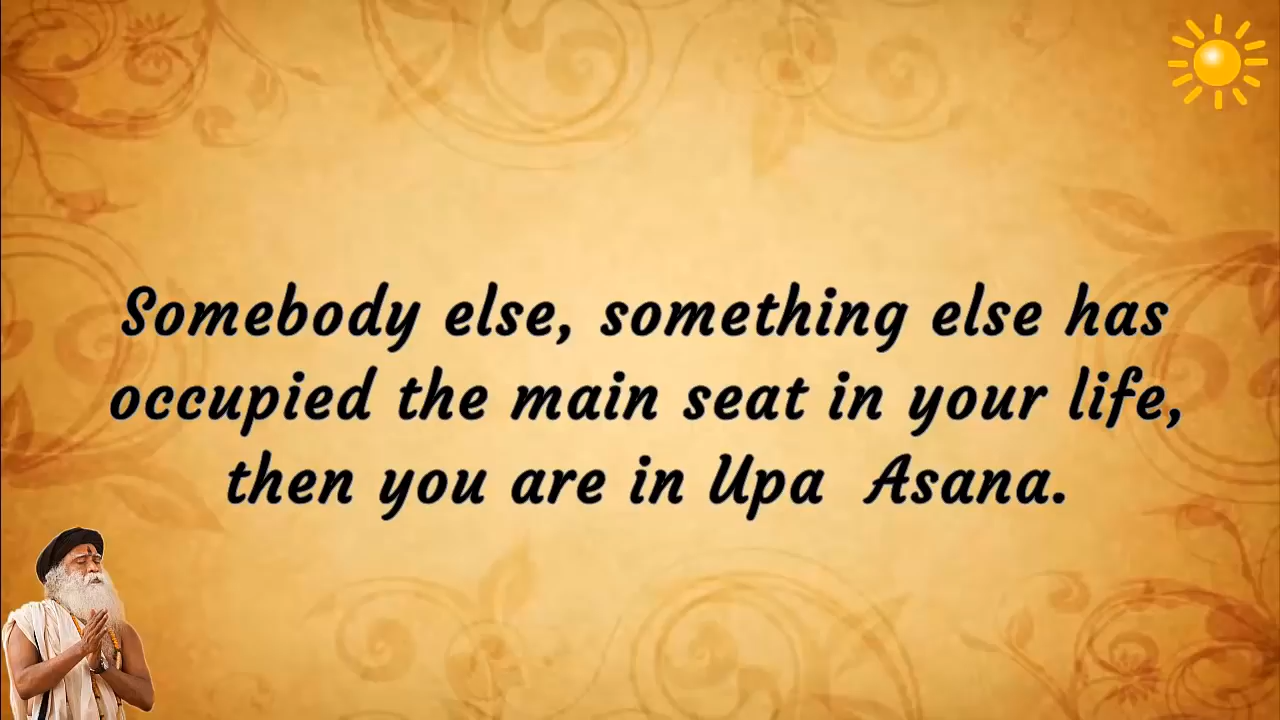 Somebody else, something else has
occupied the main seat in your life,
then you are in Upa Asana.